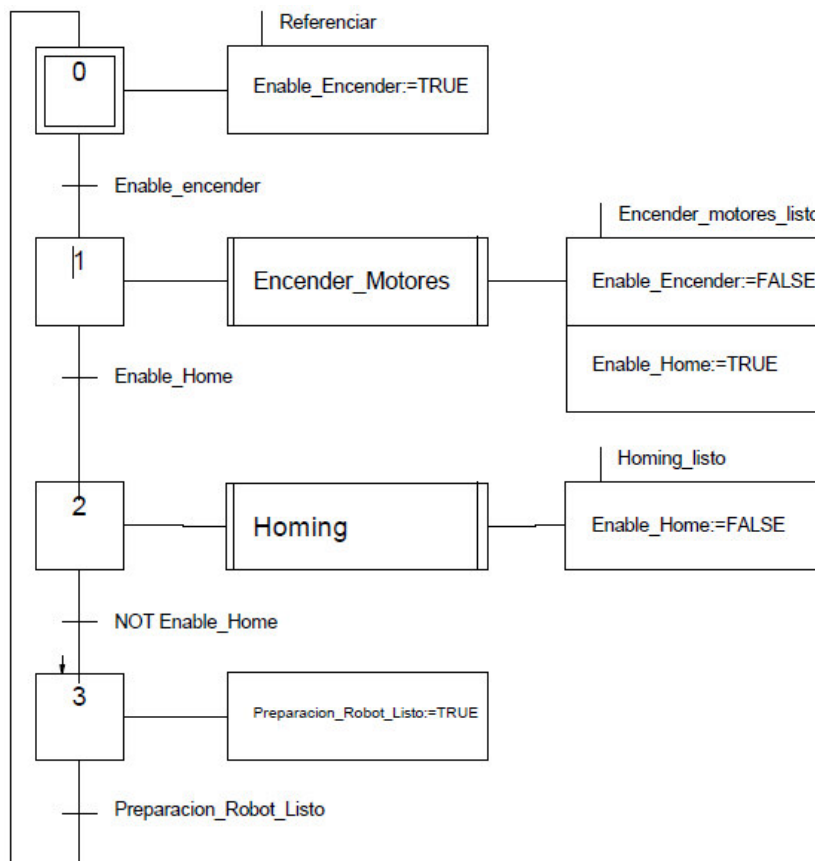 Referenciar
0
Enable_Encender:=TRUE
Enable_encender
Encender_motores_listo
1
Encender_Motores
Enable_Encender:=FALSE
Enable_Home:=TRUE
Enable_Home
Homing_listo
2
Homing
Enable_Home:=FALSE
NOT Enable_Home
3
Preparacion_Robot_Listo:=TRUE
Preparacion_Robot_Listo